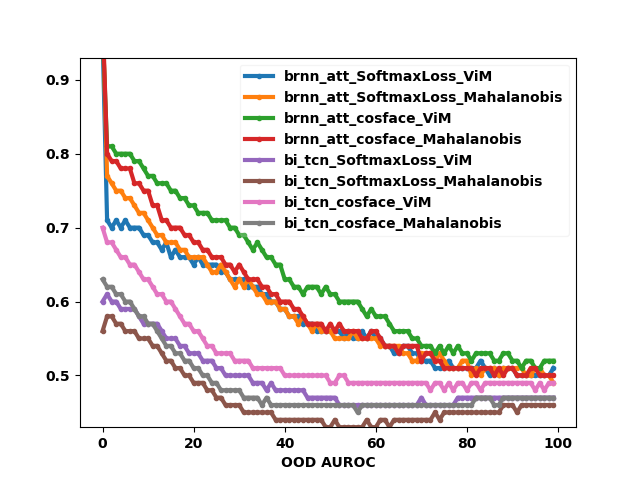 0.9
0.8
0.7
0.6
0.5
brnn_att_SoftmaxLoss_ViM
brnn_att_SoftmaxLoss_Mahalanobis
brnn_att_cosface_ViM
brnn_att_cosface_Mahalanobis
bi_tcn_SoftmaxLoss_ViM
bi_tcn_SoftmaxLoss_Mahalanobis
bi_tcn_cosface_ViM
bi_tcn_cosface_Mahalanobis
0 20 40 60 80 100
OOD AUROC